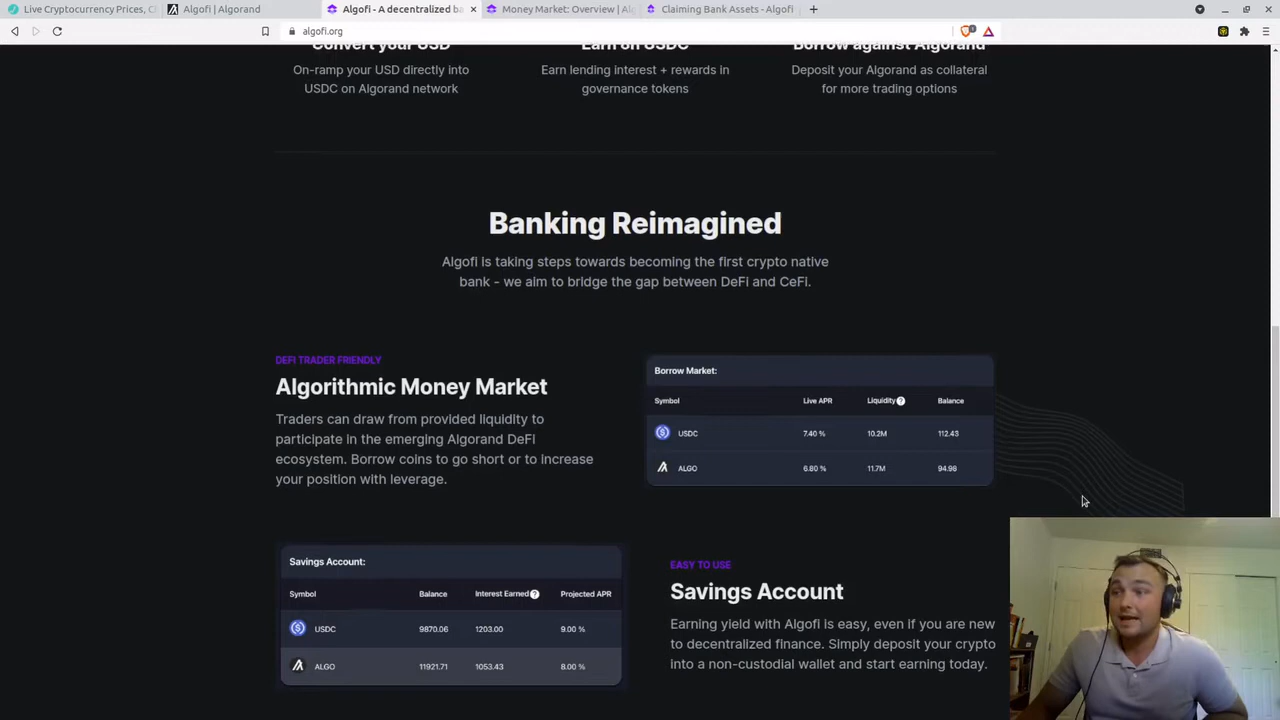 Live Cryptocurrency Prices, C
Algofi | Algorand
Algofi - A decentralized ba
Money Market: Overview | Alg
Claiming Bank Assets - Algofi
algofi.org
Convert your USD
Earn on USDC
Borrow against Algorand
On-ramp your USD directly into
USDC on Algorand network
Earn lending interest + rewards in
governance tokens
Deposit your Algorand as collateral
for more trading options
Banking Reimagined
Algofi is taking steps towards becoming the first crypto native
bank - we aim to bridge the gap between DeFi and CeFi.
DEFI TRADER FRIENDLY
Algorithmic Money Market
Traders can draw from provided liquidity to
participate in the emerging Algorand DeFi
ecosystem. Borrow coins to go short or to increase
your position with leverage.
Borrow Market:
Symbol Live APR Liquidity ? Balance
USDC 7.40 % 10.2M 112.43
ALGO 6.80 % 11.7M 94.98
Savings Account:
Symbol Balance Interest Earned ? Projected APR
USDC 9870.06 1203.00 9.00 %
ALGO 11921.71 1053.43 8.00 %
EASY TO USE
Savings Account
Earning yield with Algofi is easy, even if you are new
to decentralized finance. Simply deposit your crypto
into a non-custodial wallet and start earning today.